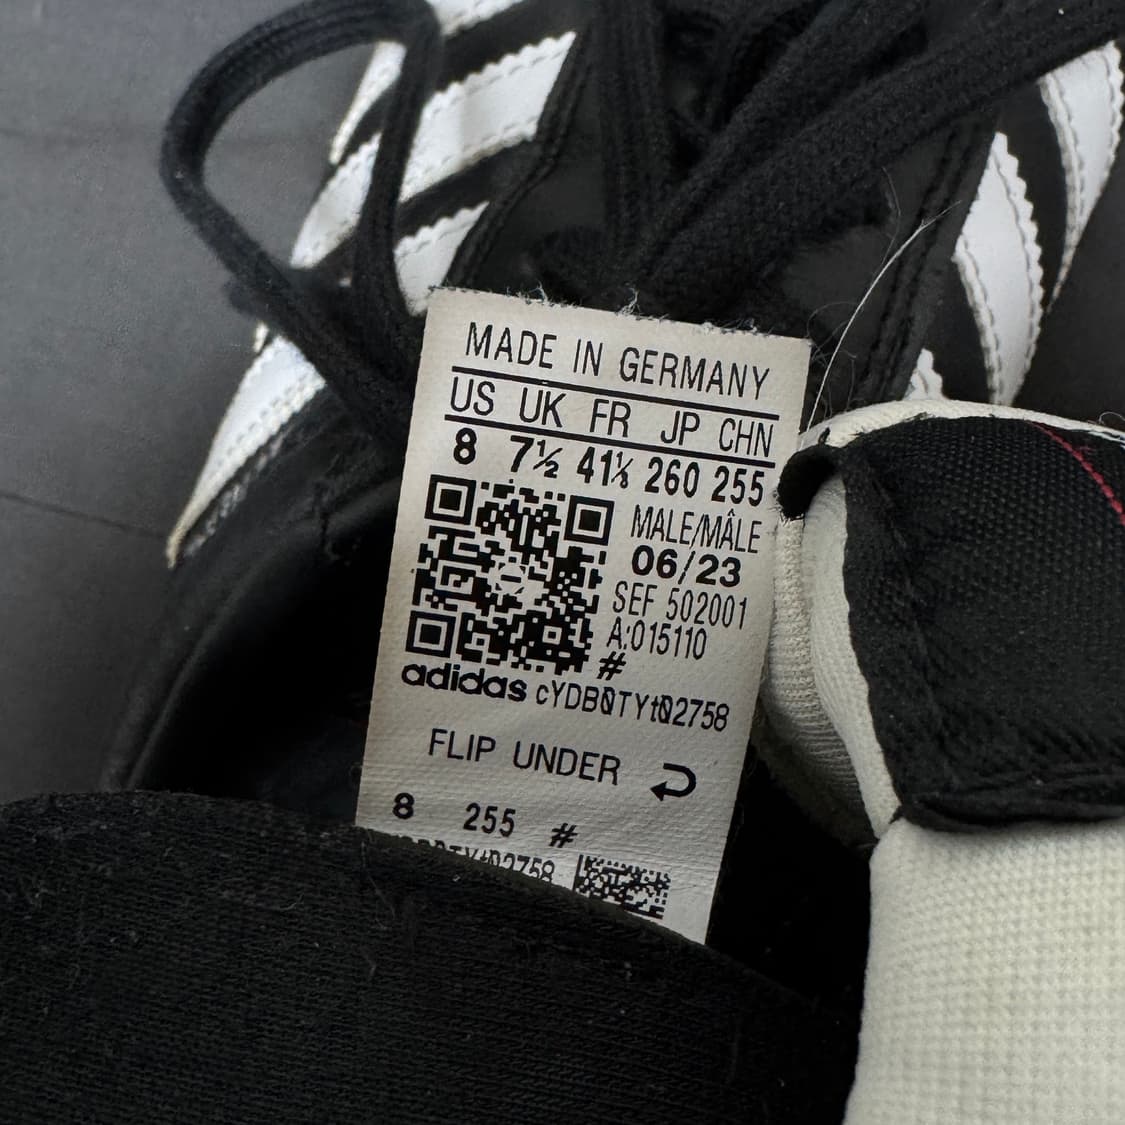 MADE IN GERMANY
US UK FR JP CHN
8 7½ 41⅓ 260 255
MALE/MÂLE
06/23
SEF 502001
A:015110
#
adidas cYDB0TYt02758
FLIP UNDER
8 255 #